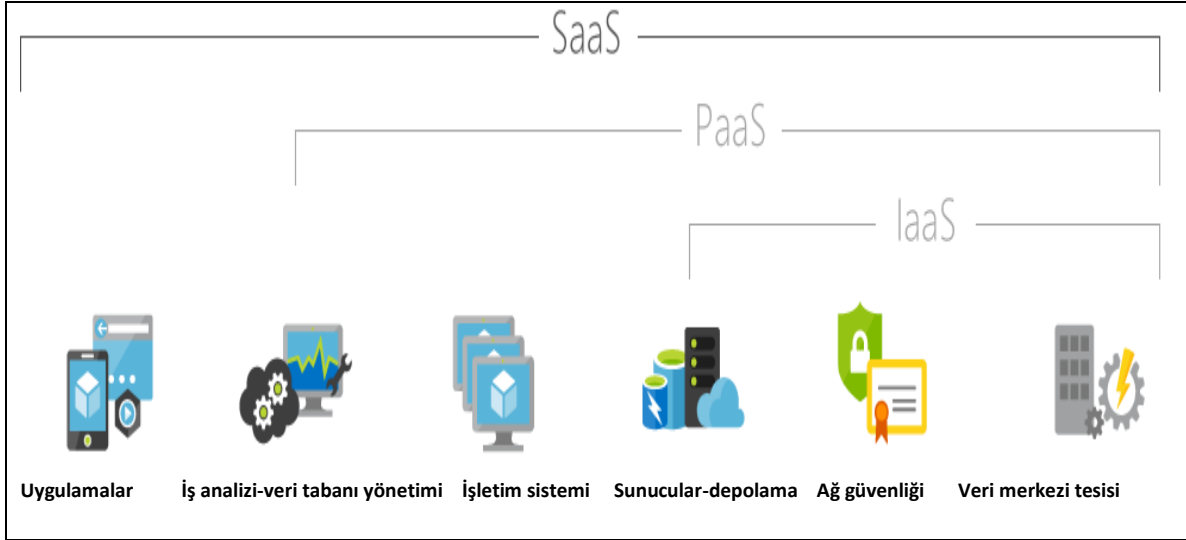 SaaS
PaaS
IaaS
Uygulamalar İş analizi-veri tabanı yönetimi İşletim sistemi Sunucular-depolama Ağ güvenliği Veri merkezi tesisi